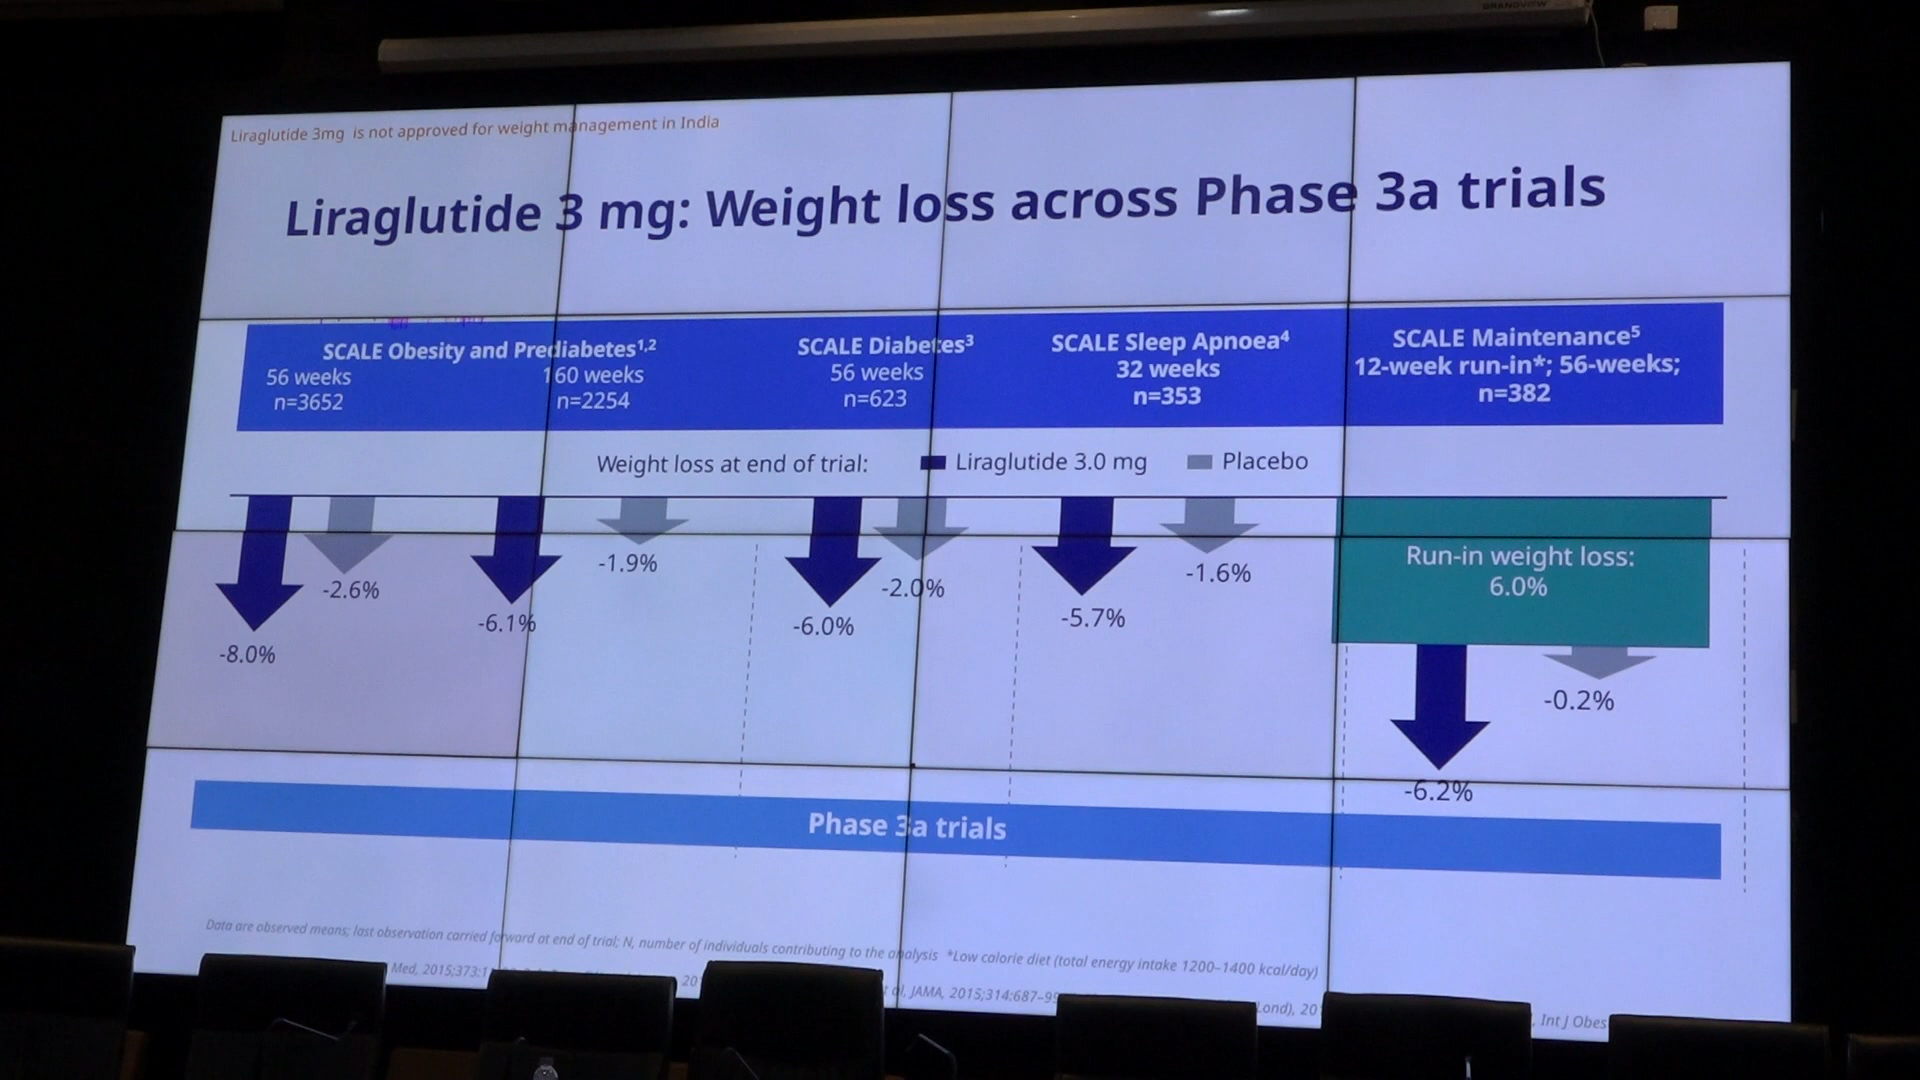 GRANDVIEW
Liraglutide 3mg is not approved for weight management in India
Liraglutide 3 mg: Weight loss across Phase 3a trials
SCALE Obesity and Prediabetes¹,²
56 weeks 160 weeks
n=3652 n=2254
SCALE Diabetes³
56 weeks
n=623
SCALE Sleep Apnoea⁴
32 weeks
n=353
SCALE Maintenance⁵
12-week run-in*; 56-weeks;
n=382
Weight loss at end of trial: Liraglutide 3.0 mg Placebo
-8.0%
-2.6%
-6.1%
-1.9%
-6.0%
-2.0%
-5.7%
-1.6%
Run-in weight loss:
6.0%
-6.2%
-0.2%
Phase 3a trials
Data are observed means; last observation carried forward at end of trial; N, number of individuals contributing to the analysis *Low calorie diet (total energy intake 1200–1400 kcal/day)
Med, 2015;373: al, JAMA, 2015;314:687–99 Lond), Int J Obes